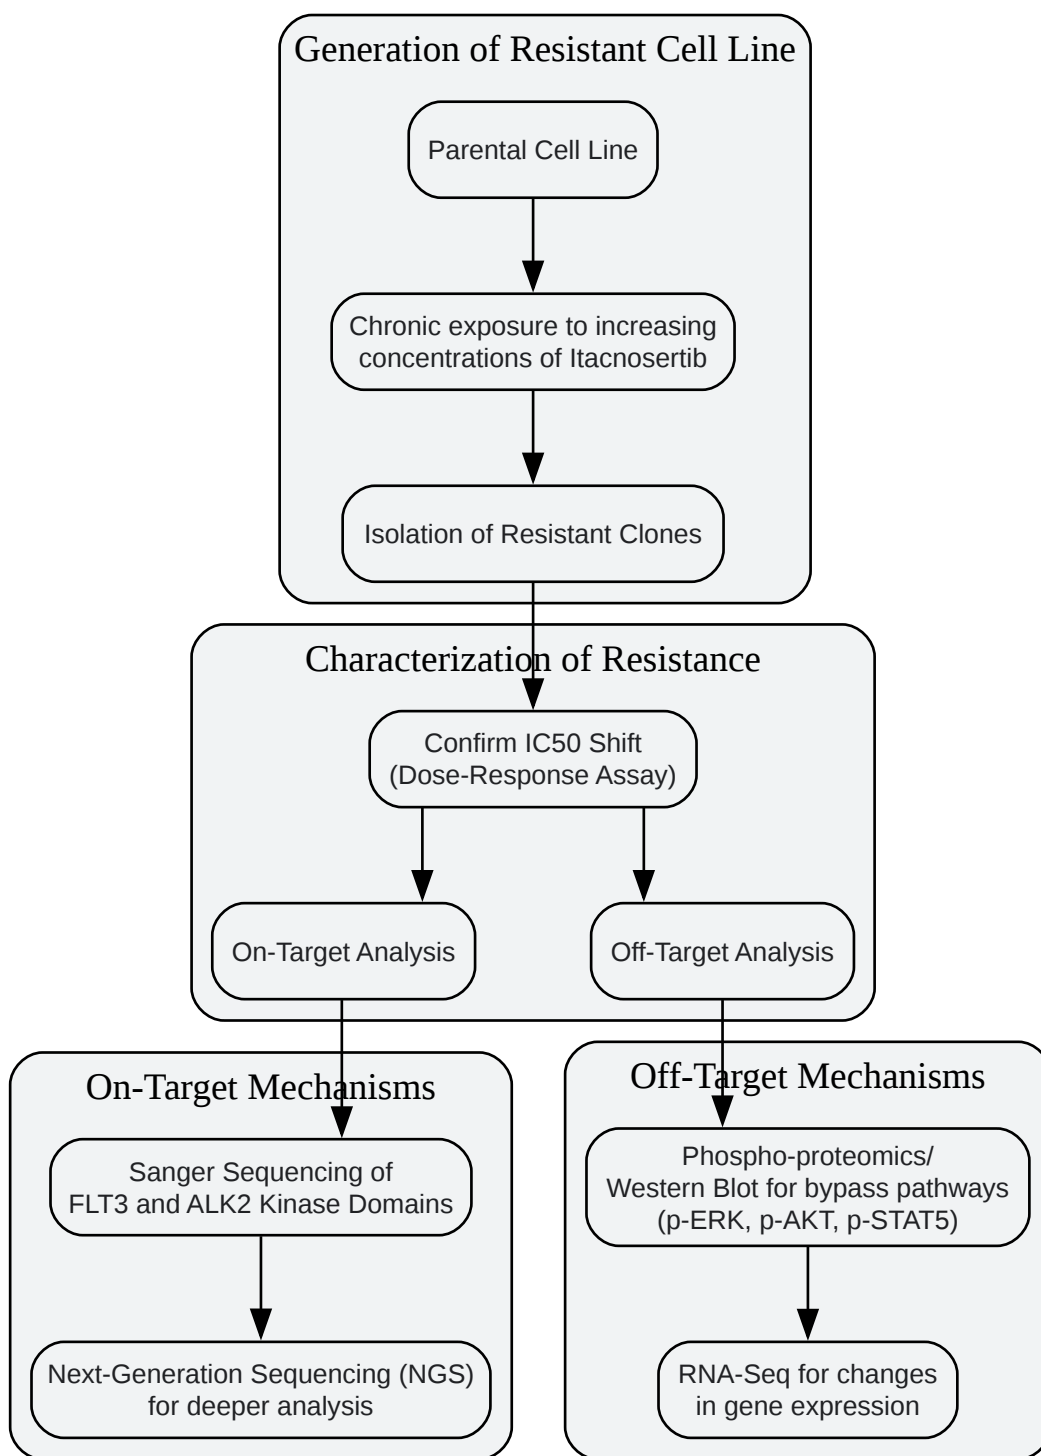 Generation of Resistant Cell Line
Parental Cell Line
Chronic exposure to increasing
concentrations of Itacnosertib
Isolation of Resistant Clones
Characterization of Resistance
Confirm IC50 Shift
(Dose-Response Assay)
On-Target Analysis
Off-Target Analysis
On-Target Mechanisms
Sanger Sequencing of
FLT3 and ALK2 Kinase Domains
Next-Generation Sequencing (NGS)
for deeper analysis
Off-Target Mechanisms
Phospho-proteomics/
Western Blot for bypass pathways
(p-ERK, p-AKT, p-STAT5)
RNA-Seq for changes
in gene expression